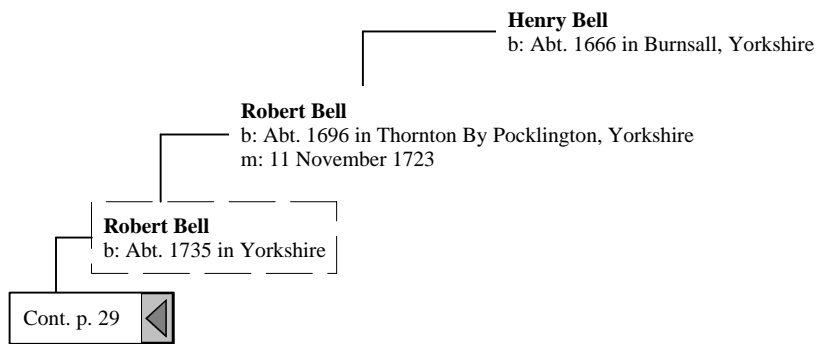 Henry Bell
b: Abt. 1666 in Burnsall, Yorkshire
Robert Bell
b: Abt. 1696 in Thornton By Pocklington, Yorkshire
m: 11 November 1723
Robert Bell
b: Abt. 1735 in Yorkshire
Cont. p. 29